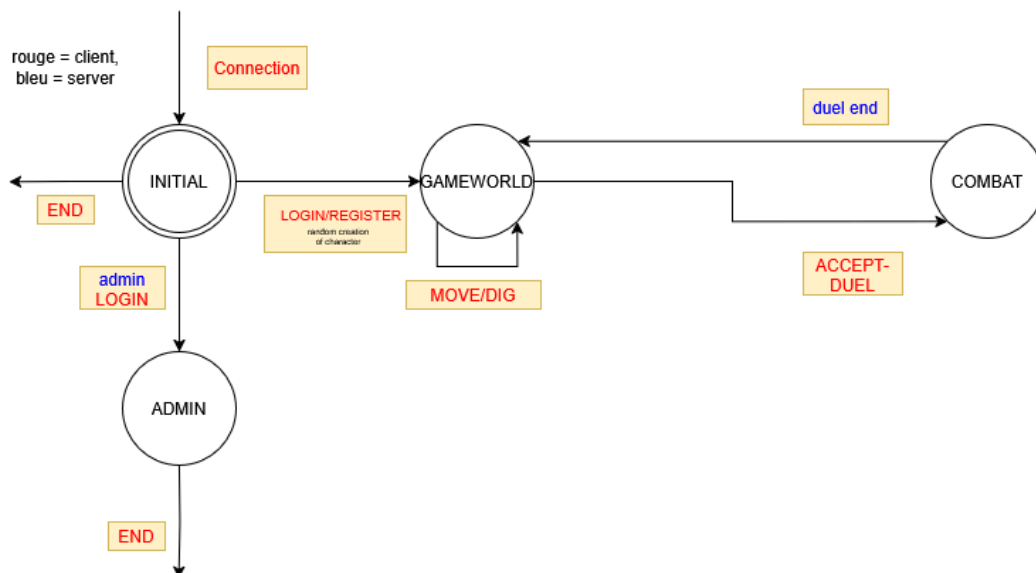 rouge = client,
bleu = server
Connection
duel end
INITIAL
GAMEWORLD
COMBAT
END
LOGIN/REGISTER
random creation
of character
admin
LOGIN
MOVE/DIG
ACCEPT-
DUEL
ADMIN
END